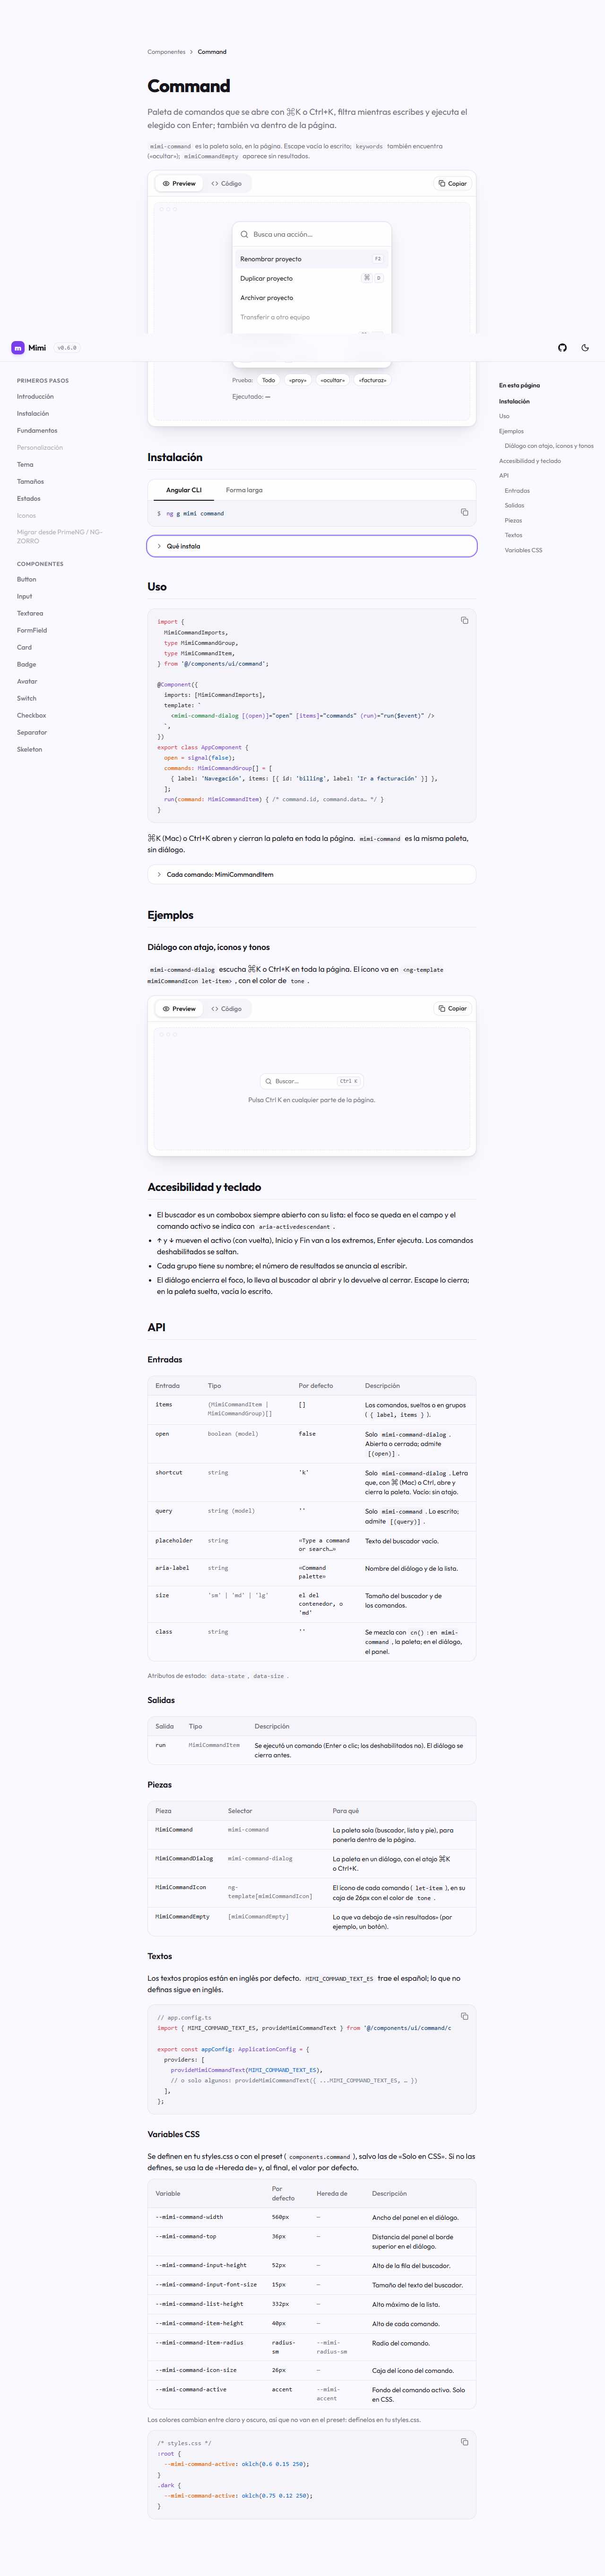 Componentes > Command
Command
Paleta de comandos que se abre con ⌘K o Ctrl+K, filtra mientras escribes y ejecuta el
elegido con Enter; también va dentro de la página.
mimi-command es la paleta sola, en la página. Escape vacía lo escrito; keywords también encuentra
(«ocultar»); mimiCommandEmpty aparece sin resultados.
Preview
Código
Copiar
Busca una acción…
Renombrar proyecto F2
Duplicar proyecto ⌘ D
Archivar proyecto
Transferir a otro equipo
m Mimi v0.6.0
Prueba: Todo «proy» «ocultar» «facturaz»
Ejecutado: —
PRIMEROS PASOS
Introducción
Instalación
Fundamentos
Personalización
Tema
Tamaños
Estados
Iconos
Migrar desde PrimeNG / NG-
ZORRO
COMPONENTES
Button
Input
Textarea
FormField
Card
Badge
Avatar
Switch
Checkbox
Separator
Skeleton
En esta página
Instalación
Uso
Ejemplos
Diálogo con atajo, iconos y tonos
Accesibilidad y teclado
API
Entradas
Salidas
Piezas
Textos
Variables CSS
Instalación
Angular CLI
Forma larga
$ ng g mimi command
Qué instala
Uso
import {
MimiCommandImports,
type MimiCommandGroup,
type MimiCommandItem,
} from '@/components/ui/command';
@Component({
imports: [MimiCommandImports],
template: `
<mimi-command-dialog [(open)]="open" [items]="commands" (run)="run($event)" />
`,
})
export class AppComponent {
open = signal(false);
commands: MimiCommandGroup[] = [
{ label: 'Navegación', items: [{ id: 'billing', label: 'Ir a facturación' }] },
];
run(command: MimiCommandItem) { /* command.id, command.data… */ }
}
⌘K (Mac) o Ctrl+K abren y cierran la paleta en toda la página. mimi-command es la misma paleta,
sin diálogo.
Cada comando: MimiCommandItem
Ejemplos
Diálogo con atajo, iconos y tonos
mimi-command-dialog escucha ⌘K o Ctrl+K en toda la página. El icono va en <ng-template
mimiCommandIcon let-item> , con el color de tone .
Preview
Código
Copiar
Buscar… Ctrl K
Pulsa Ctrl K en cualquier parte de la página.
Accesibilidad y teclado
• El buscador es un combobox siempre abierto con su lista: el foco se queda en el campo y el
comando activo se indica con aria-activedescendant .
• ↑ y ↓ mueven el activo (con vuelta), Inicio y Fin van a los extremos, Enter ejecuta. Los comandos
deshabilitados se saltan.
• Cada grupo tiene su nombre; el número de resultados se anuncia al escribir.
• El diálogo encierra el foco, lo lleva al buscador al abrir y lo devuelve al cerrar. Escape lo cierra;
en la paleta suelta, vacía lo escrito.
API
Entradas
Entrada Tipo Por defecto Descripción
items (MimiCommandItem | MimiCommandGroup)[] [] Los comandos, sueltos o en grupos ( { label, items } ).
open boolean (model) false Solo mimi-command-dialog . Abierta o cerrada; admite [(open)] .
shortcut string 'k' Solo mimi-command-dialog . Letra que, con ⌘ (Mac) o Ctrl, abre y cierra la paleta. Vacío: sin atajo.
query string (model) '' Solo mimi-command . Lo escrito; admite [(query)] .
placeholder string «Type a command or search…» Texto del buscador vacío.
aria-label string «Command palette» Nombre del diálogo y de la lista.
size 'sm' | 'md' | 'lg' el del contenedor, o 'md' Tamaño del buscador y de los comandos.
class string '' Se mezcla con cn() : en mimi-command , la paleta; en el diálogo, el panel.
Atributos de estado: data-state , data-size .
Salidas
Salida Tipo Descripción
run MimiCommandItem Se ejecutó un comando (Enter o clic; los deshabilitados no). El diálogo se cierra antes.
Piezas
Pieza Selector Para qué
MimiCommand mimi-command La paleta sola (buscador, lista y pie), para ponerla dentro de la página.
MimiCommandDialog mimi-command-dialog La paleta en un diálogo, con el atajo ⌘K o Ctrl+K.
MimiCommandIcon ng-template[mimiCommandIcon] El icono de cada comando ( let-item ), en su caja de 26px con el color de tone .
MimiCommandEmpty [mimiCommandEmpty] Lo que va debajo de «sin resultados» (por ejemplo, un botón).
Textos
Los textos propios están en inglés por defecto. MIMI_COMMAND_TEXT_ES trae el español; lo que no
definas sigue en inglés.
// app.config.ts
import { MIMI_COMMAND_TEXT_ES, provideMimiCommandText } from '@/components/ui/command/c
export const appConfig: ApplicationConfig = {
providers: [
provideMimiCommandText(MIMI_COMMAND_TEXT_ES),
// o solo algunos: provideMimiCommandText({ ...MIMI_COMMAND_TEXT_ES, … })
],
};
Variables CSS
Se definen en tu styles.css o con el preset ( components.command ), salvo las de «Solo en CSS». Si no las
defines, se usa la de «Hereda de» y, al final, el valor por defecto.
Variable Por defecto Hereda de Descripción
--mimi-command-width 560px — Ancho del panel en el diálogo.
--mimi-command-top 36px — Distancia del panel al borde superior en el diálogo.
--mimi-command-input-height 52px — Alto de la fila del buscador.
--mimi-command-input-font-size 15px — Tamaño del texto del buscador.
--mimi-command-list-height 332px — Alto máximo de la lista.
--mimi-command-item-height 40px — Alto de cada comando.
--mimi-command-item-radius radius-sm --mimi-radius-sm Radio del comando.
--mimi-command-icon-size 26px — Caja del icono del comando.
--mimi-command-active accent --mimi-accent Fondo del comando activo. Solo en CSS.
Los colores cambian entre claro y oscuro, así que no van en el preset: defínelos en tu styles.css.
/* styles.css */
:root {
--mimi-command-active: oklch(0.6 0.15 250);
}
.dark {
--mimi-command-active: oklch(0.75 0.12 250);
}